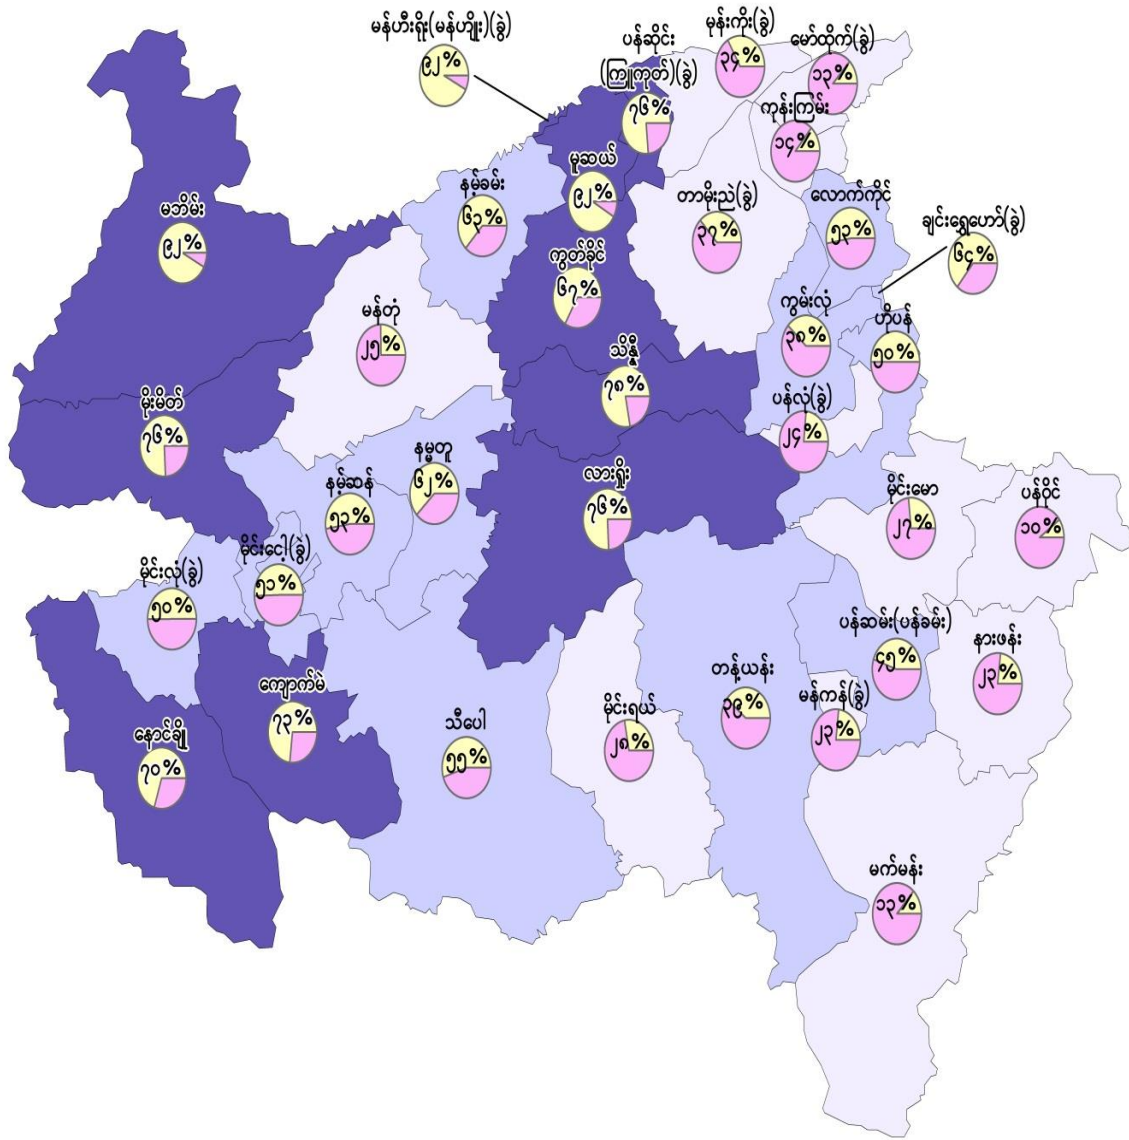 မန်ဟီးရိုး(မန်ဟျိုး)(ခွဲ)
၉၂%
ပန်ဆိုင်း
(ကြူကုတ်)(ခွဲ)
၇၆%
မုန်းကိုး(ခွဲ)
၃၄%
မော်ထိုက်(ခွဲ)
၁၃%
ကုန်းကြမ်း
၁၄%
မူဆယ်
၉၂%
နမ့်ခမ်း
၆၃%
တာမိုးညဲ(ခွဲ)
၃၇%
လောက်ကိုင်
၅၃%
ချင်းရွှေဟော်(ခွဲ)
၆၄%
မဘိမ်း
၉၂%
ကွတ်ခိုင်
၆၇%
မန်တုံ
၂၅%
ကွမ်းလုံ
၃၈%
ဟိုပန်
၅၀%
သိန္နီ
၇၈%
မိုးမိတ်
၇၆%
ပန်လုံ(ခွဲ)
၂၄%
နမ္မတူ
၆၂%
နမ့်ဆန်
၅၃%
လားရှိုး
၇၆%
မိုင်းမော
၂၇%
ပန်ဝိုင်
၁၀%
မိုင်းငေါ့(ခွဲ)
၅၁%
မိုင်းလုံ(ခွဲ)
၅၀%
ပန်ဆမ်း(ပန်ခမ်း)
၄၅%
နားဖန်း
၂၃%
ကျောက်မဲ
၇၃%
တန့်ယန်း
၃၉%
မန်ကန်(ခွဲ)
၂၃%
မိုင်းရယ်
၂၈%
သီပေါ
၅၅%
နောင်ချို
၇၀%
မက်မန်း
၁၃%